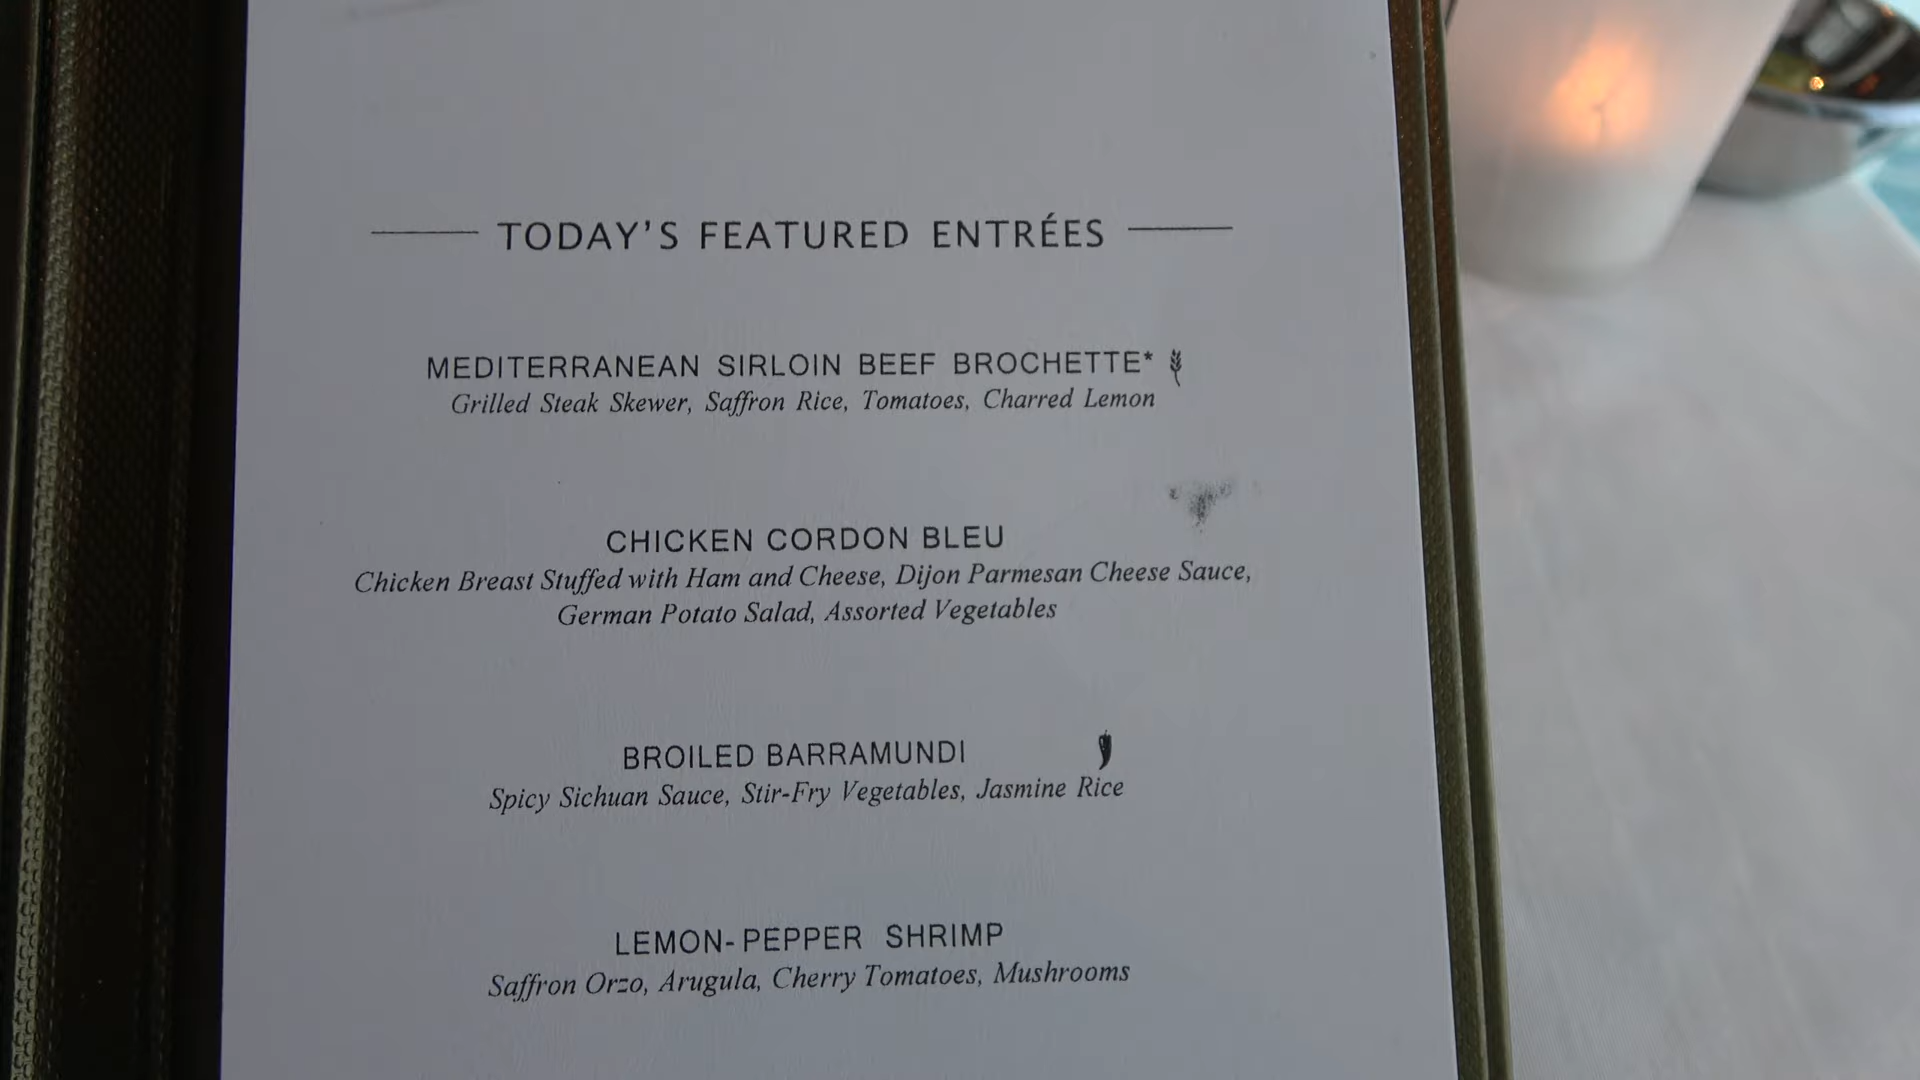 TODAY'S FEATURED ENTRÉES
MEDITERRANEAN SIRLOIN BEEF BROCHETTE*
Grilled Steak Skewer, Saffron Rice, Tomatoes, Charred Lemon
CHICKEN CORDON BLEU
Chicken Breast Stuffed with Ham and Cheese, Dijon Parmesan Cheese Sauce,
German Potato Salad, Assorted Vegetables
BROILED BARRAMUNDI
Spicy Sichuan Sauce, Stir-Fry Vegetables, Jasmine Rice
LEMON-PEPPER SHRIMP
Saffron Orzo, Arugula, Cherry Tomatoes, Mushrooms